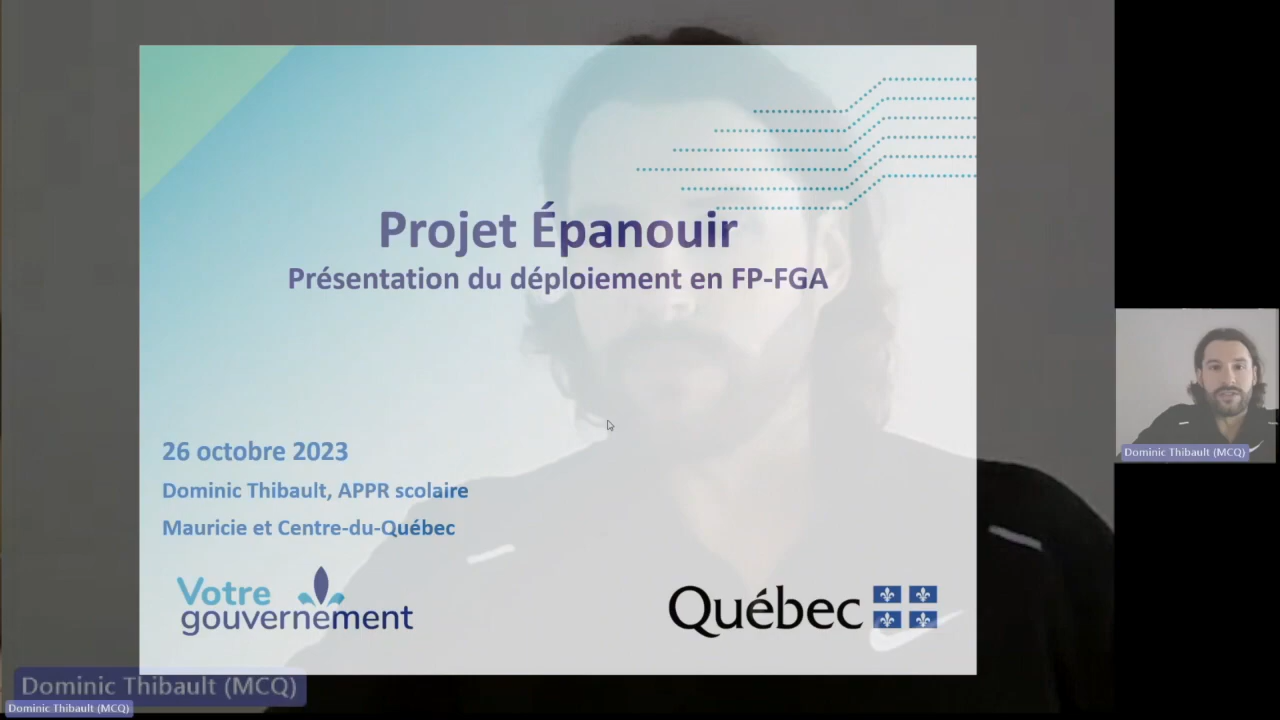 Projet Épanouir
Présentation du déploiement en FP-FGA
26 octobre 2023
Dominic Thibault, APPR scolaire
Mauricie et Centre-du-Québec
Votre
gouvernement
Québec
Dominic Thibault (MCQ)
Dominic Thibault (MCQ)
Dominic Thibault (MCQ)